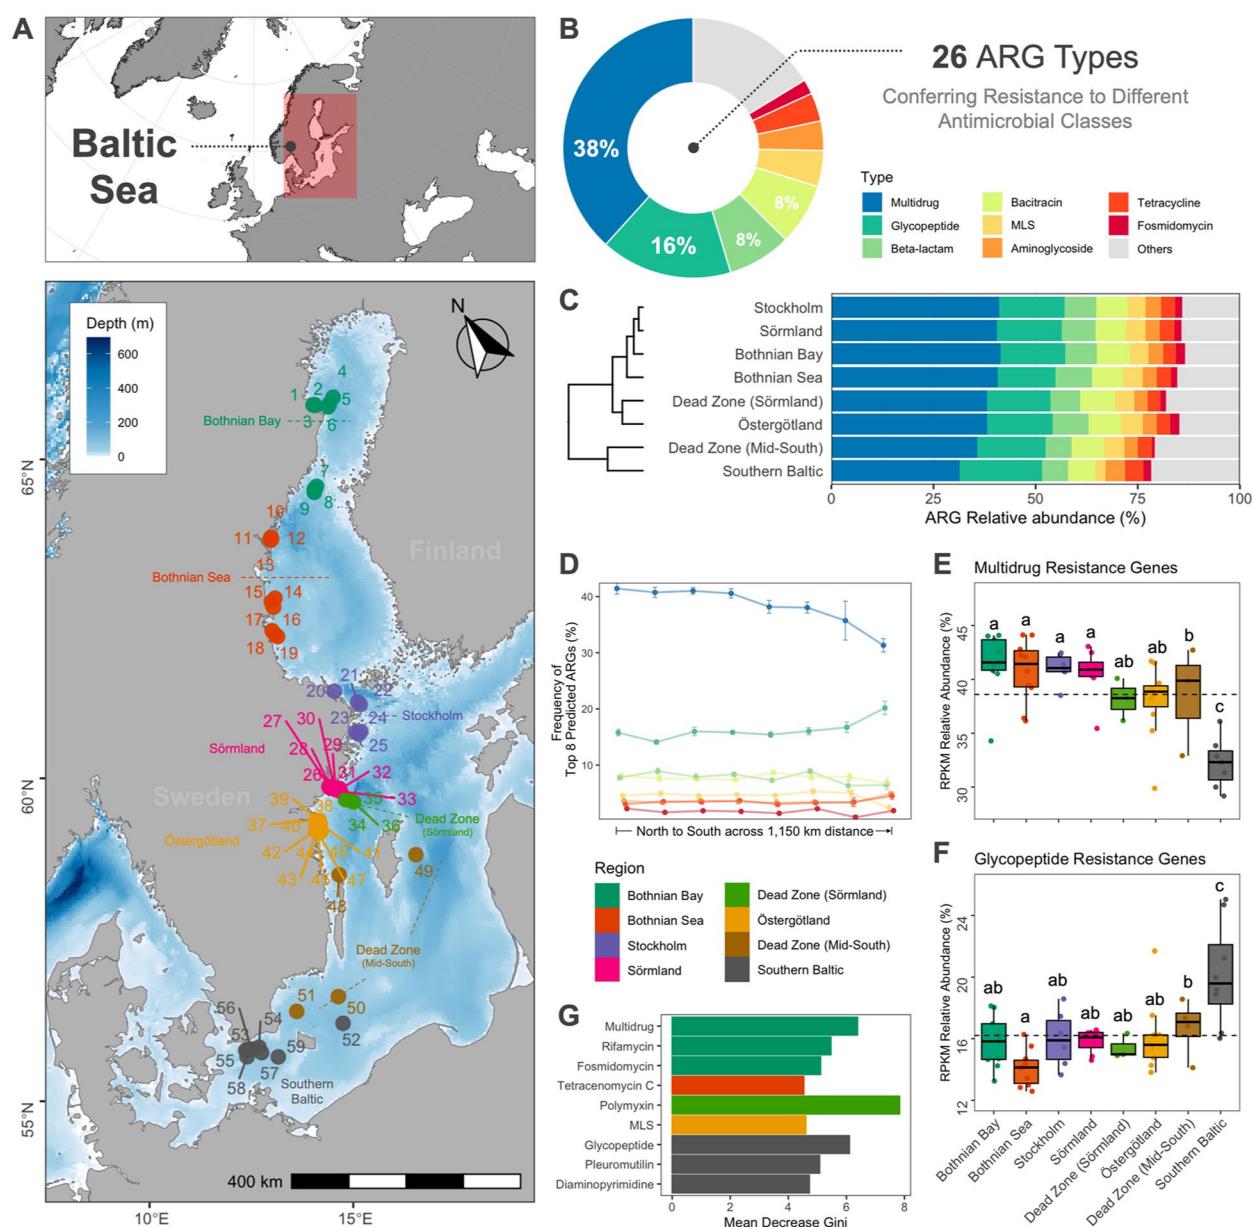 A
Baltic
Sea
B
26 ARG Types
Conferring Resistance to Different
Antimicrobial Classes
38%
16%
8%
8%
Type
Multidrug
Glycopeptide
Beta-lactam
Bacitracin
MLS
Aminoglycoside
Tetracycline
Fosmidomycin
Others
C
Stockholm
Sörmland
Bothnian Bay
Bothnian Sea
Dead Zone (Sörmland)
Östergötland
Dead Zone (Mid-South)
Southern Baltic
0 25 50 75 100
ARG Relative abundance (%)
Depth (m)
600
400
200
0
N
65°N
60°N
55°N
10°E 15°E
400 km
Finland
Sweden
Bothnian Bay
1 2 3 4 5 6
7 8 9
Bothnian Sea
10 11 12 13
14 15 16 17 18 19
Stockholm
20 21 22 23 24 25
Sörmland
26 27 28 29 30 31 32 33
Dead Zone
(Sörmland)
34 35 36
Östergötland
37 38 39 40 41 42 43 44 45 46 47
Dead Zone
(Mid-South)
48 49 50 51
Southern
Baltic
52 53 54 55 56 57 58 59
D
Frequency of
Top 8 Predicted ARGs (%)
40
30
20
10
North to South across 1,150 km distance
Region
Bothnian Bay
Bothnian Sea
Stockholm
Sörmland
Dead Zone (Sörmland)
Östergötland
Dead Zone (Mid-South)
Southern Baltic
E
Multidrug Resistance Genes
RPKM Relative Abundance (%)
45
40
35
30
a a a a ab ab b c
F
Glycopeptide Resistance Genes
RPKM Relative Abundance (%)
24
20
16
12
ab a ab ab ab ab b c
Bothnian Bay
Bothnian Sea
Stockholm
Sörmland
Dead Zone (Sörmland)
Östergötland
Dead Zone (Mid-South)
Southern Baltic
G
Multidrug
Rifamycin
Fosmidomycin
Tetracenomycin C
Polymyxin
MLS
Glycopeptide
Pleuromutilin
Diaminopyrimidine
0 2 4 6 8
Mean Decrease Gini